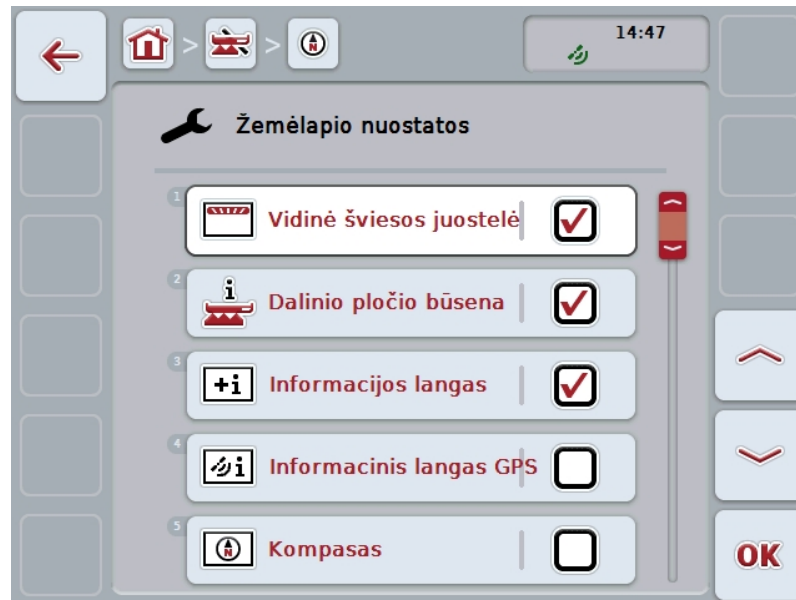 14:47
Žemėlapio nuostatos
1
Vidinė šviesos juostelė
2
i
Dalinio pločio būsena
3
+i
Informacijos langas
4
i
Informacinis langas GPS
5
N
Kompasas
OK